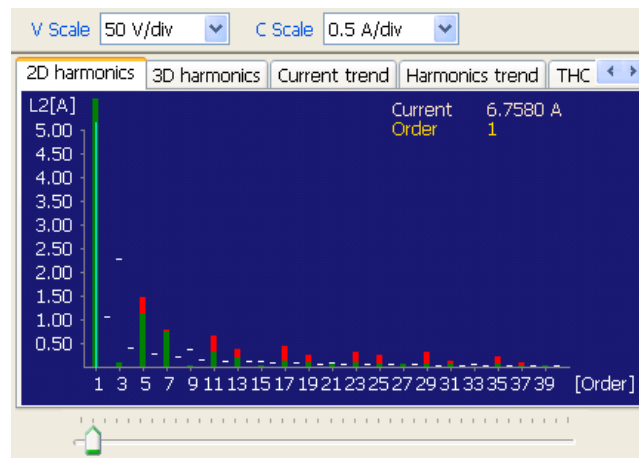 V Scale 50 V/div C Scale 0.5 A/div
2D harmonics 3D harmonics Current trend Harmonics trend THC
L2[A] Current 6.7580 A
Order 1
5.00
4.50
4.00
3.50
3.00
2.50
2.00
1.50
1.00
0.50
1 3 5 7 9 11 13 15 17 19 21 23 25 27 29 31 33 35 37 39 [Order]